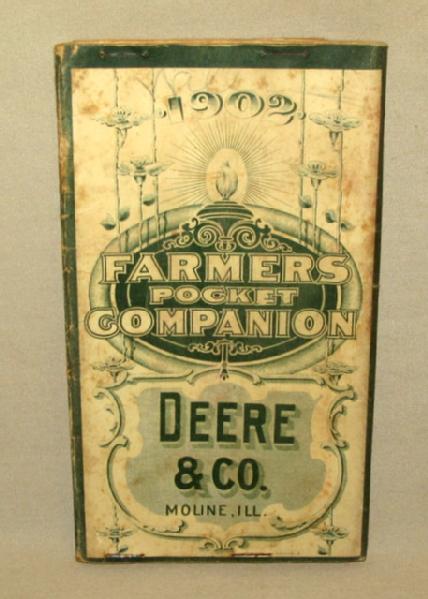 .1902.
FARMERS
POCKET
COMPANION
DEERE
& CO.
MOLINE, ILL.